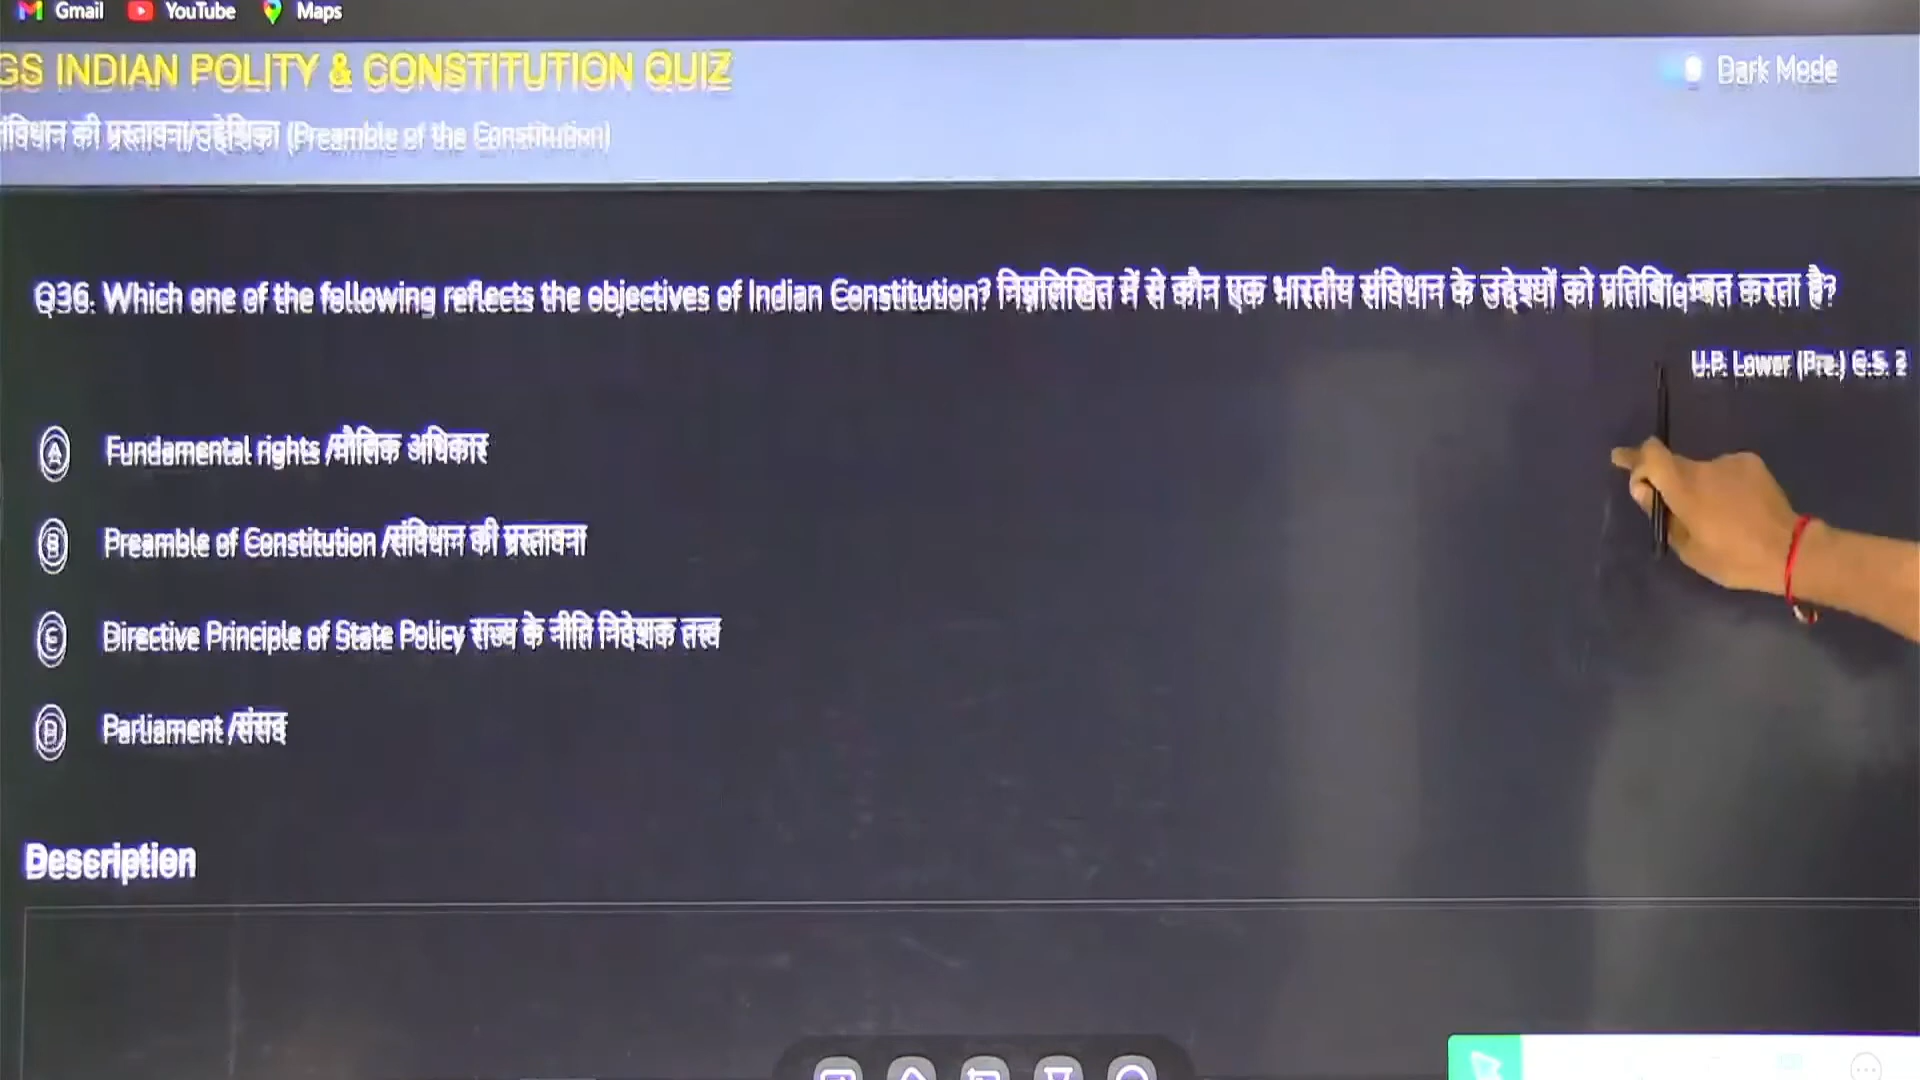 Gmail YouTube Maps
GS INDIAN POLITY & CONSTITUTION QUIZ
Dark Mode
संविधान की प्रस्तावना/उद्देशिका (Preamble of the Constitution)
Q36. Which one of the following reflects the objectives of Indian Constitution? निम्नलिखित में से कौन एक भारतीय संविधान के उद्देश्यों को करता है?
U.P. Lower (Pre.) G.S. 2
A Fundamental rights /मौलिक अधिकार
B Preamble of Constitution /संविधान की प्रस्तावना
C Directive Principle of State Policy राज्य के नीति निदेशक तत्त्व
D Parliament /संसद
Description